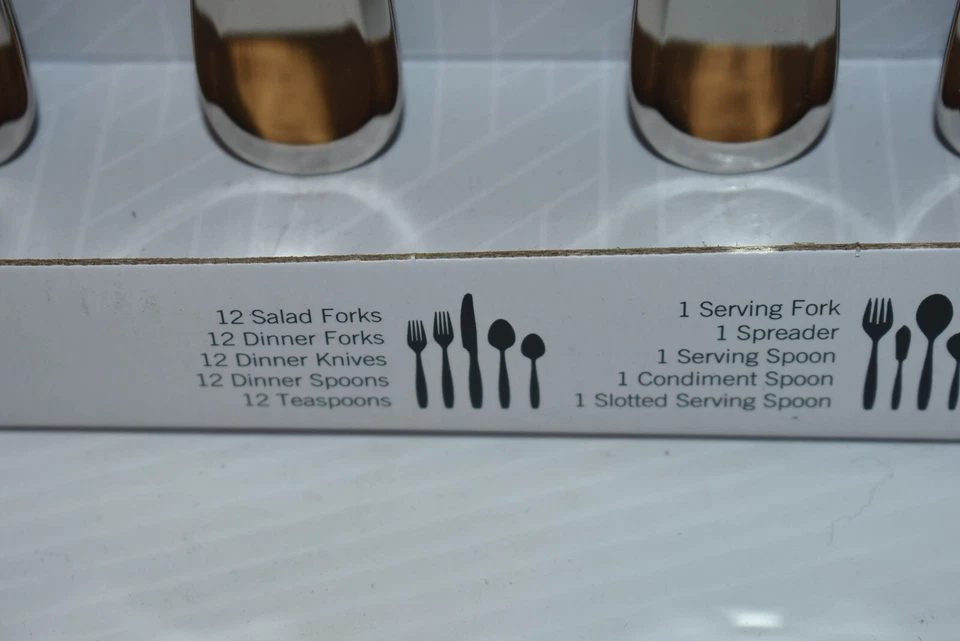 12 Salad Forks
12 Dinner Forks
12 Dinner Knives
12 Dinner Spoons
12 Teaspoons
1 Serving Fork
1 Spreader
1 Serving Spoon
1 Condiment Spoon
1 Slotted Serving Spoon